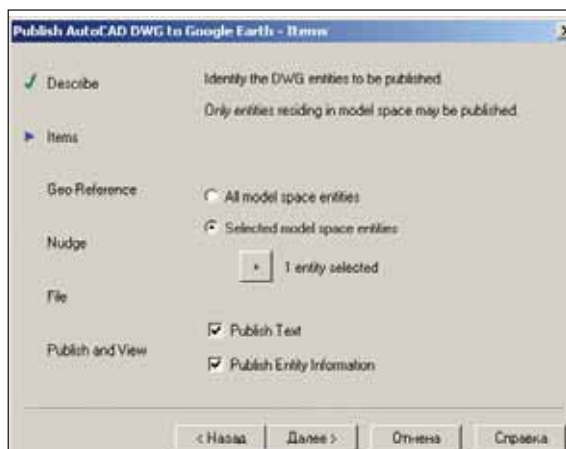 Publish AutoCAD DWG to Google Earth - Items
Describe
Identify the DWG entities to be published.
Only entities residing in model space may be published.
Items
Geo Reference
All model space entities
Selected model space entities
Nudge
1 entity selected
File
Publish Text
Publish and View
Publish Entity Information
< Назад
Далее >
Отмена
Справка